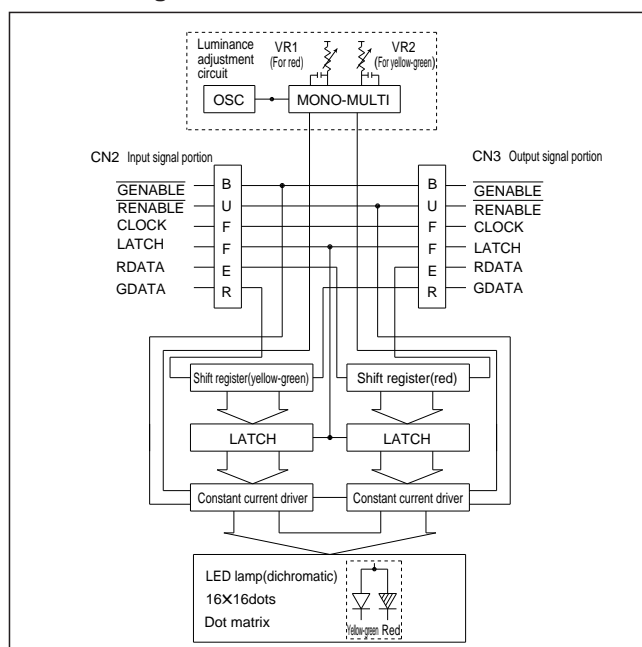 Luminance
adjustment
circuit
VR1
(For red)
VR2
(For yellow-green)
OSC
MONO-MULTI
CN2 Input signal portion
CN3 Output signal portion
GENABLE
RENABLE
CLOCK
LATCH
RDATA
GDATA
B
U
F
F
E
R
B
U
F
F
E
R
GENABLE
RENABLE
CLOCK
LATCH
RDATA
GDATA
Shift register(yellow-green)
Shift register(red)
LATCH
LATCH
Constant current driver
Constant current driver
LED lamp(dichromatic)
16×16dots
Dot matrix
Yellow-green Red